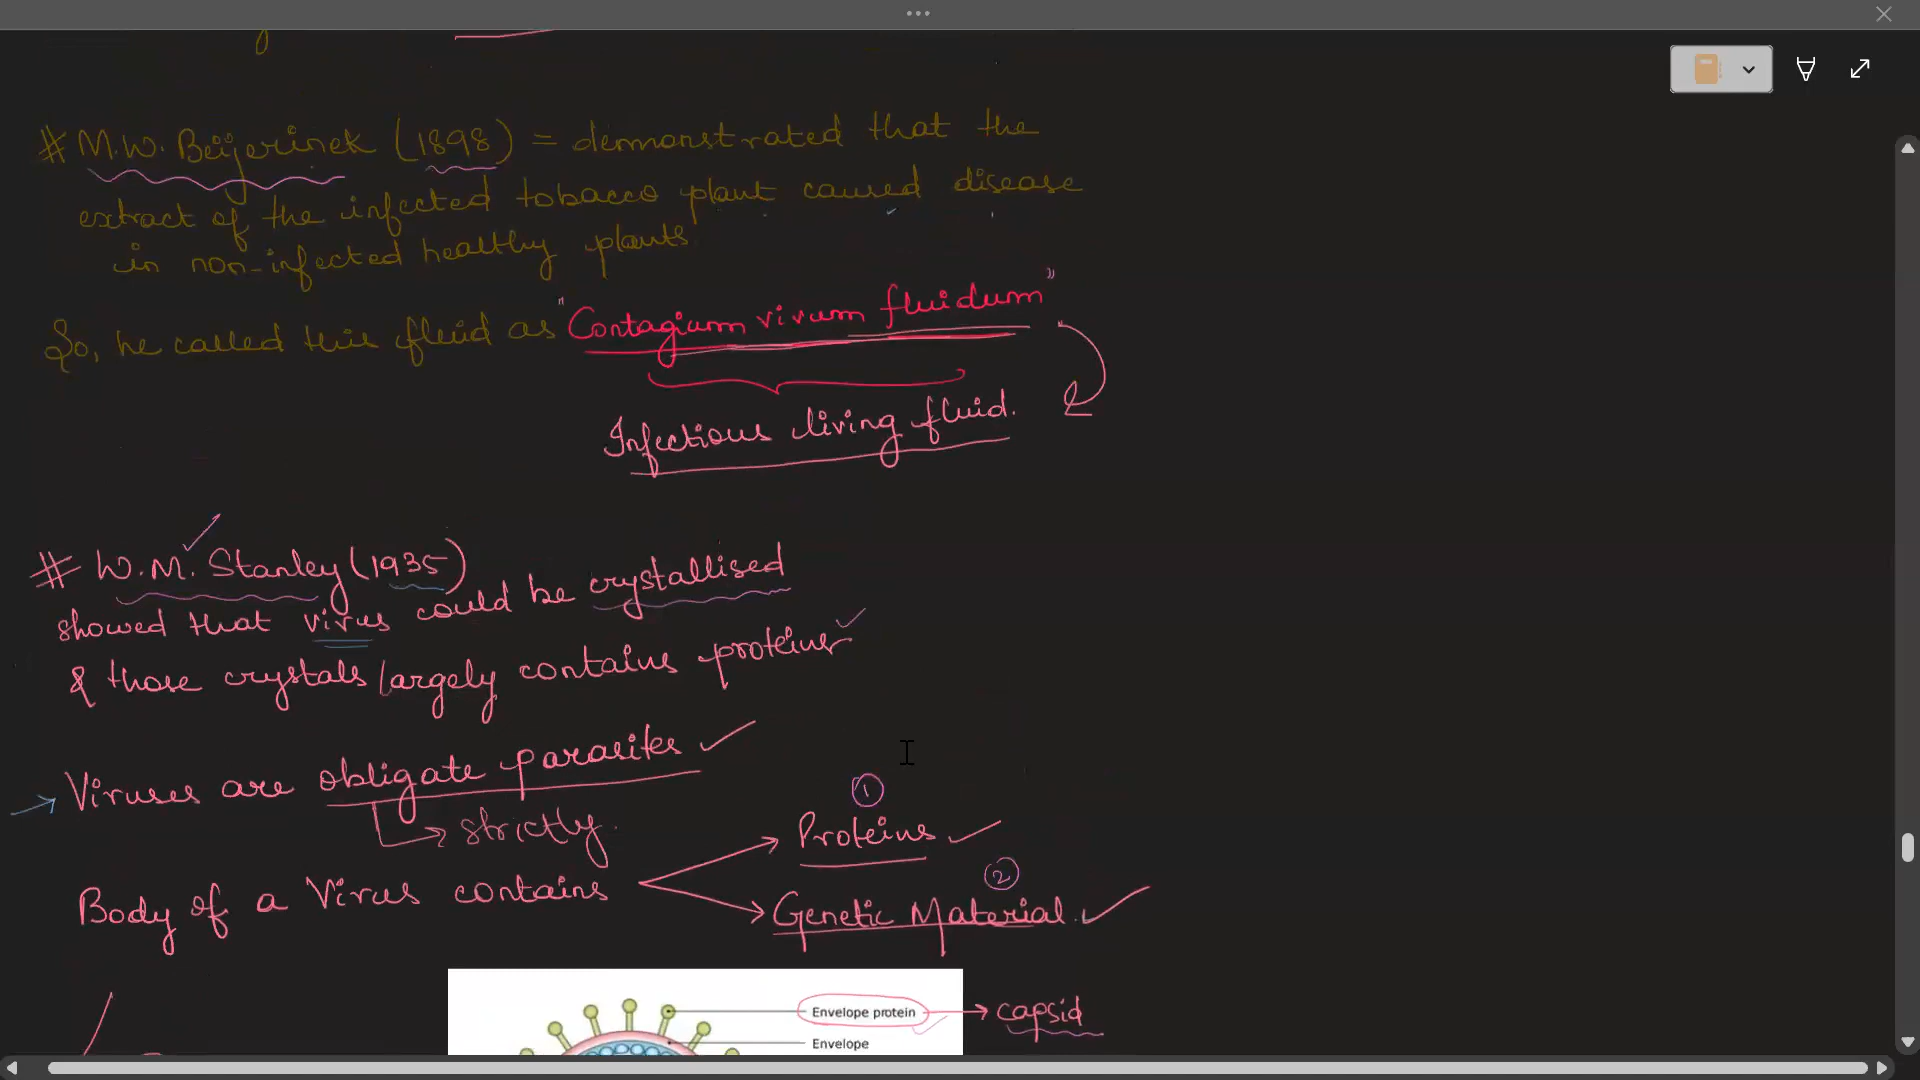 # M.W. Beijerinek (1898) = demonstrated that the
extract of the infected tobacco plant caused disease
in non-infected healthy plants
So, he called this fluid as "Contagium vivum fluidum"
Infectious living fluid.
# W.M. Stanley (1935)
showed that virus could be crystallised
& those crystals largely contains proteins
→ Viruses are obligate parasites
→ strictly.
①
Body of a Virus contains → Proteins
②
→ Genetic Material.
Envelope protein → capsid
Envelope